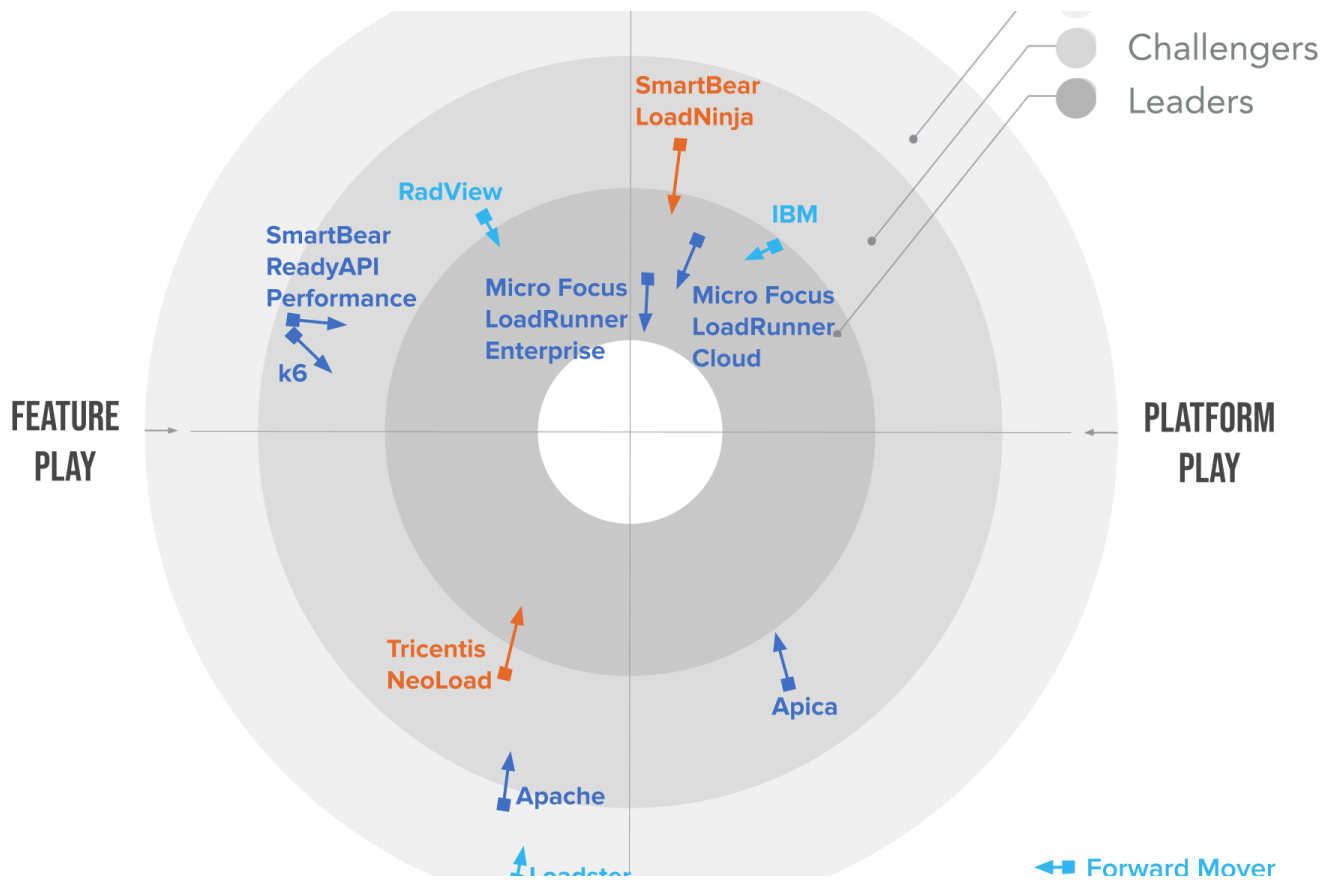 Challengers
Leaders
SmartBear
LoadNinja
RadView
IBM
SmartBear
ReadyAPI
Performance
Micro Focus
LoadRunner
Enterprise
Micro Focus
LoadRunner
Cloud
k6
FEATURE
PLAY
PLATFORM
PLAY
Tricentis
NeoLoad
Apica
Apache
Loadster
Forward Mover